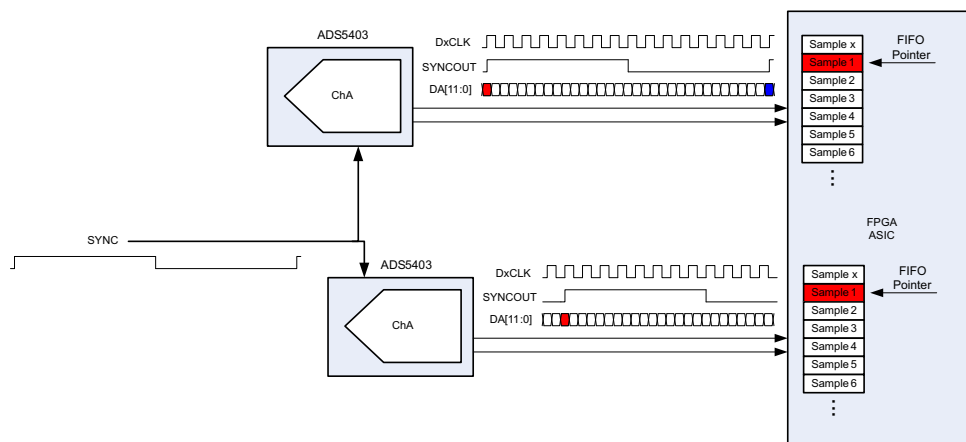 ADS5403
DxCLK
SYNCOUT
DA[11:0]
ChA
Sample x
Sample 1
Sample 2
Sample 3
Sample 4
Sample 5
Sample 6
FIFO
Pointer
FPGA
ASIC
SYNC
ADS5403
DxCLK
SYNCOUT
DA[11:0]
ChA
Sample x
Sample 1
Sample 2
Sample 3
Sample 4
Sample 5
Sample 6
FIFO
Pointer